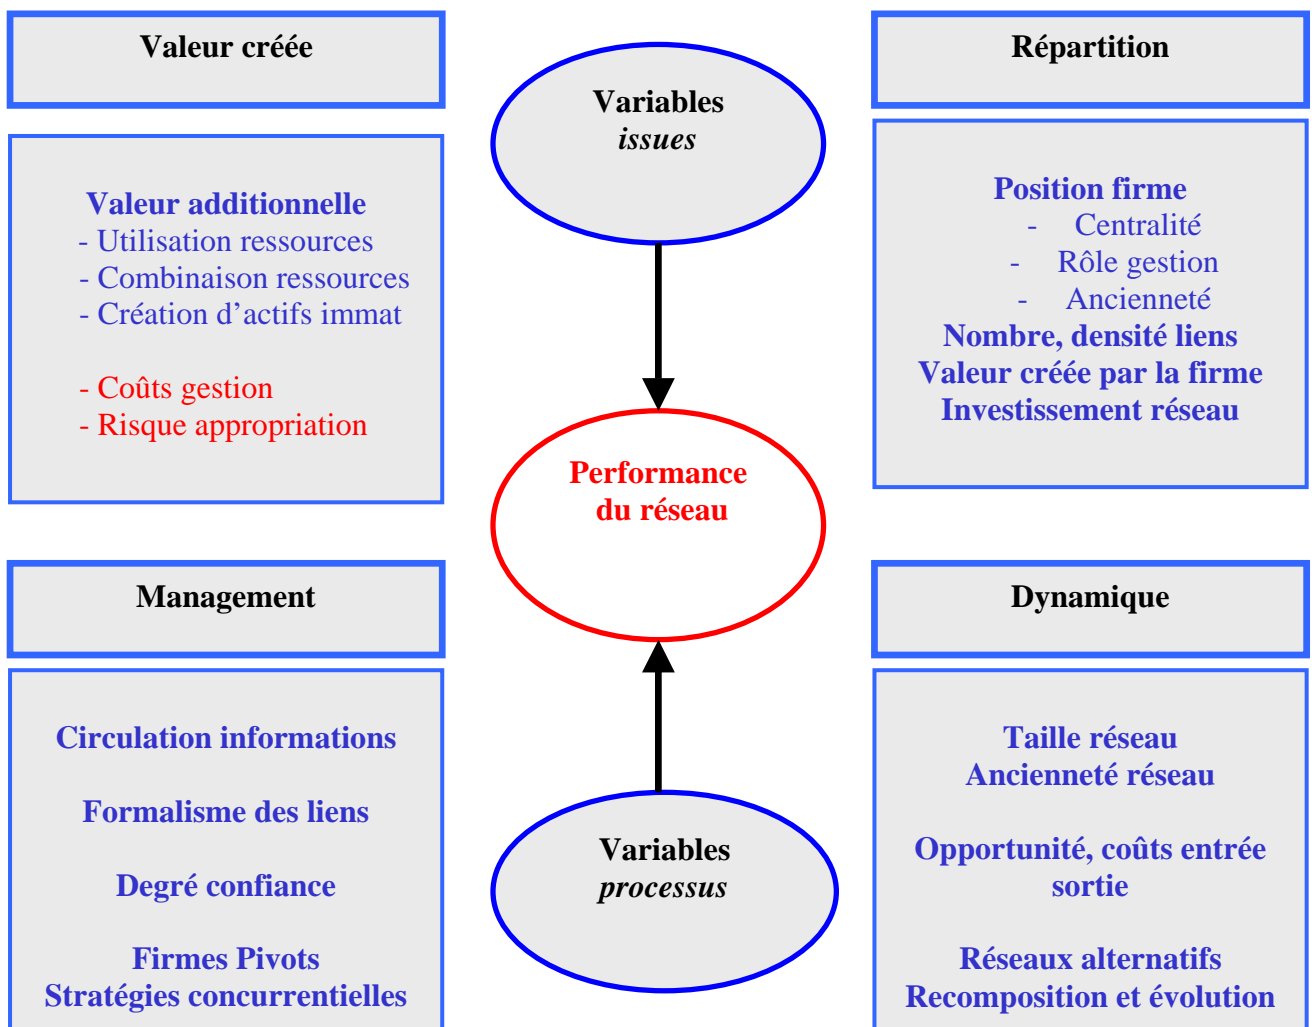 Valeur créée
Valeur additionnelle
- Utilisation ressources
- Combinaison ressources
- Création d’actifs immat
- Coûts gestion
- Risque appropriation
Variables
issues
Répartition
Position firme
- Centralité
- Rôle gestion
- Ancienneté
Nombre, densité liens
Valeur créée par la firme
Investissement réseau
Performance
du réseau
Management
Circulation informations
Formalisme des liens
Degré confiance
Firmes Pivots
Stratégies concurrentielles
Variables
processus
Dynamique
Taille réseau
Ancienneté réseau
Opportunité, coûts entrée
sortie
Réseaux alternatifs
Recomposition et évolution